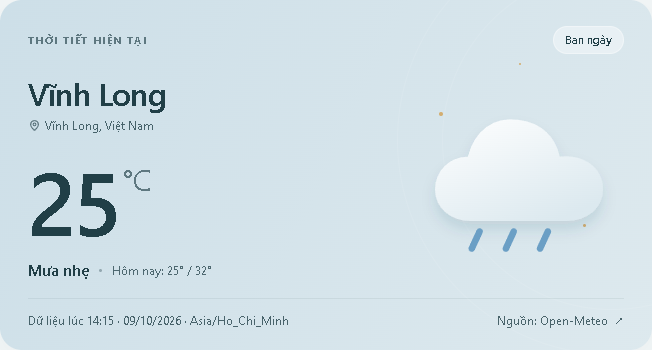 THỜI TIẾT HIỆN TẠI
Ban ngày
Vĩnh Long
Vĩnh Long, Việt Nam
25°C
Mưa nhẹ • Hôm nay: 25° / 32°
Dữ liệu lúc 14:15 · 09/10/2026 · Asia/Ho_Chi_Minh
Nguồn: Open-Meteo ↗